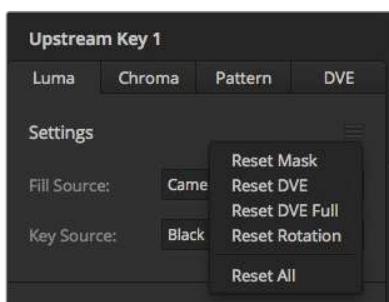 Upstream Key 1
Luma Chroma Pattern DVE
Settings
Reset Mask
Fill Source: Came Reset DVE
Reset DVE Full
Key Source: Black Reset Rotation
Reset All